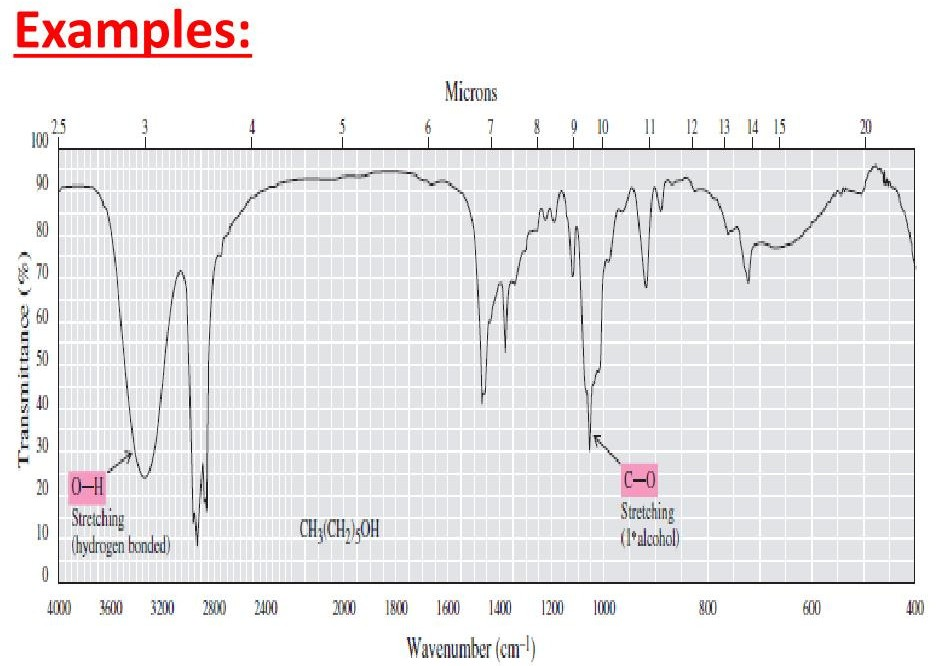 Examples:
Microns
2.5 3 4 5 6 7 8 9 10 11 12 13 14 15 20
100
90
80
70
60
50
40
30
20
10
0
Transmittance (%)
O—H
Stretching
(hydrogen bonded)
CH3(CH2)5OH
C—O
Stretching
(1° alcohol)
4000 3600 3200 2800 2400 2000 1800 1600 1400 1200 1000 800 600 400
Wavenumber (cm⁻¹)